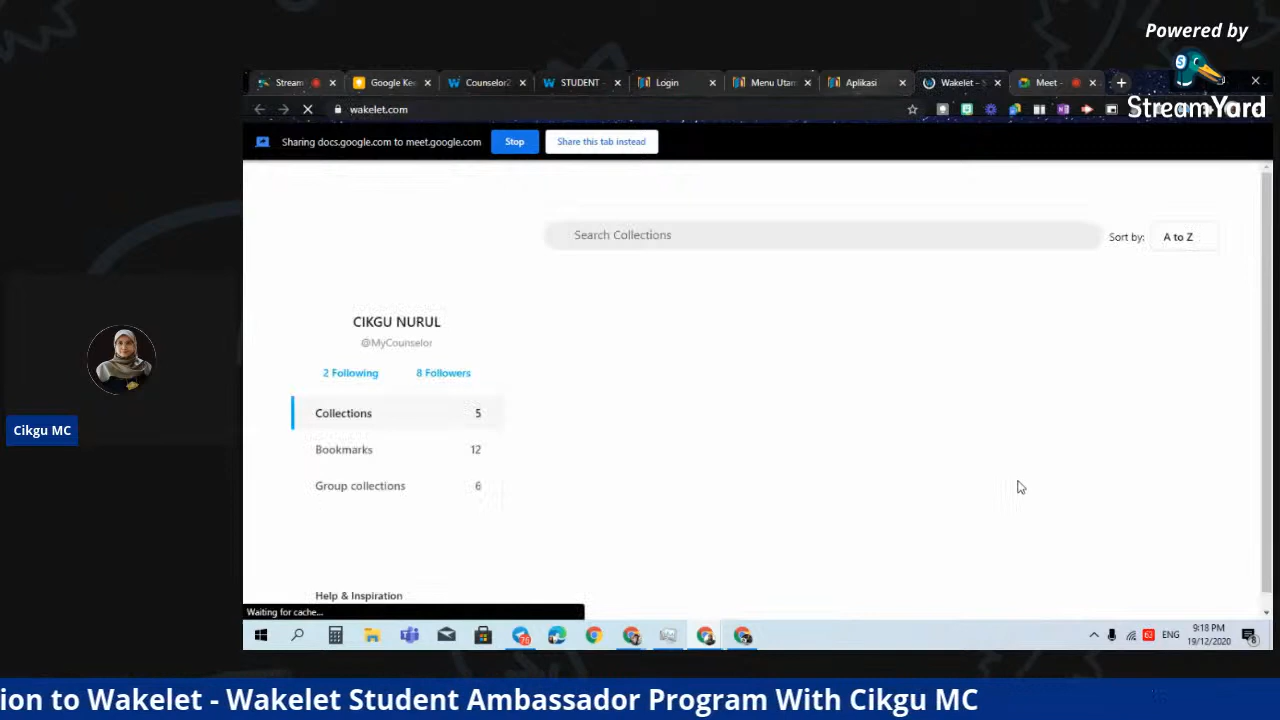 Powered by
StreamYard
Stream
Google Kee
Counselor2
STUDENT -
Login
Menu Utam
Aplikasi
Wakelet - S
Meet -
wakelet.com
Sharing docs.google.com to meet.google.com
Stop
Share this tab instead
Search Collections
Sort by:
A to Z
CIKGU NURUL
@MyCounselor
2 Following
8 Followers
Collections 5
Bookmarks 12
Group collections 6
Help & Inspiration
Waiting for cache...
Cikgu MC
ENG
9:18 PM
19/12/2020
ion to Wakelet - Wakelet Student Ambassador Program With Cikgu MC